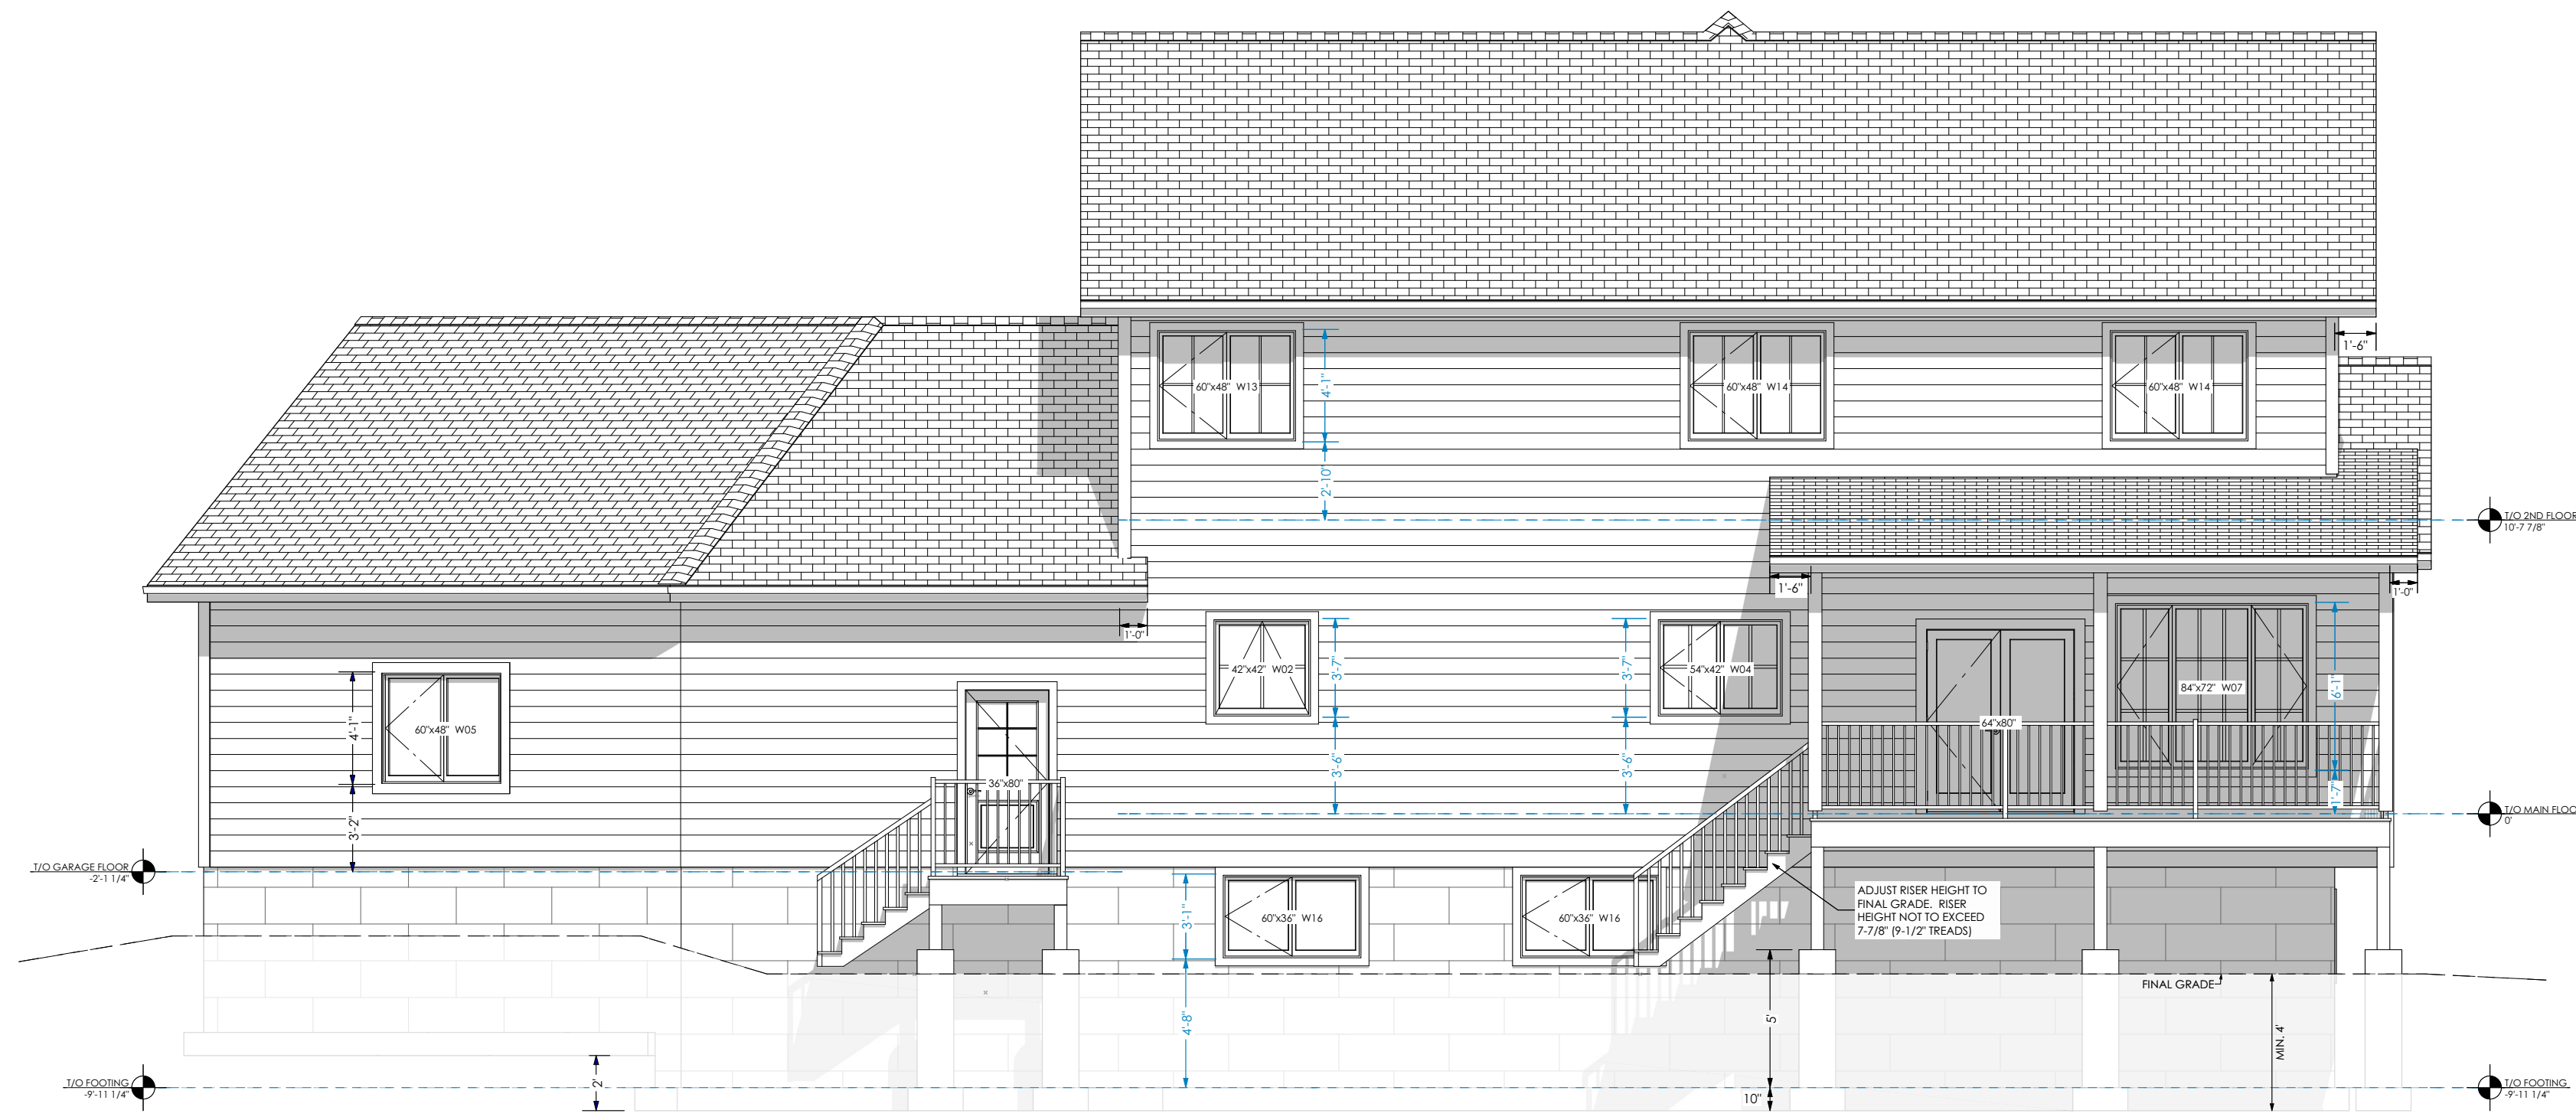 1'-6"
60"x48" W13
60"x48" W14
60"x48" W14
4'-1"
2'-10"
T/O 2ND FLOOR
10'-7 7/8"
1'-6"
1'-0"
1'-0"
42"x42" W02
3'-7"
3'-7"
54"x42" W04
84"x72" W07
6'-1"
60"x48" W05
4'-1"
64"x80"
3'-6"
3'-6"
36"x80"
1'-7"
T/O MAIN FLOO
0'
3'-2"
T/O GARAGE FLOOR
-2'-1 1/4"
60"x36" W16
3'-1"
60"x36" W16
ADJUST RISER HEIGHT TO
FINAL GRADE. RISER
HEIGHT NOT TO EXCEED
7-7/8" (9-1/2" TREADS)
FINAL GRADE
4'-8"
5'
MIN. 4'
T/O FOOTING
-9'-11 1/4"
2'
10"
T/O FOOTING
-9'-11 1/4"